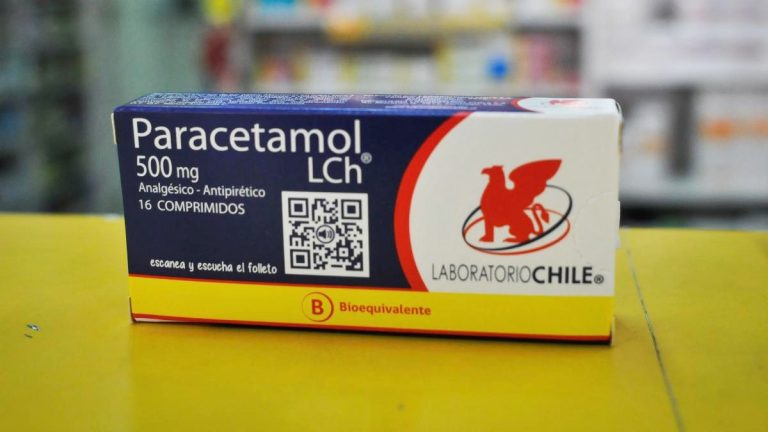 Paracetamol
LCh®
500 mg
Analgésico - Antipirético
16 COMPRIMIDOS
escanea y escucha el folleto
LABORATORIOCHILE®
B Bioequivalente